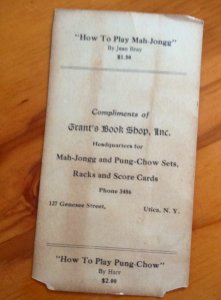 "How To Play Mah-Jongg"
By Jean Bray
$1.50
Compliments of
Grant's Book Shop, Inc.
Headquarters for
Mah-Jongg and Pung-Chow Sets,
Racks and Score Cards
Phone 3486
127 Genesee Street, Utica, N. Y.
"How To Play Pung-Chow"
By Harr
$2.00